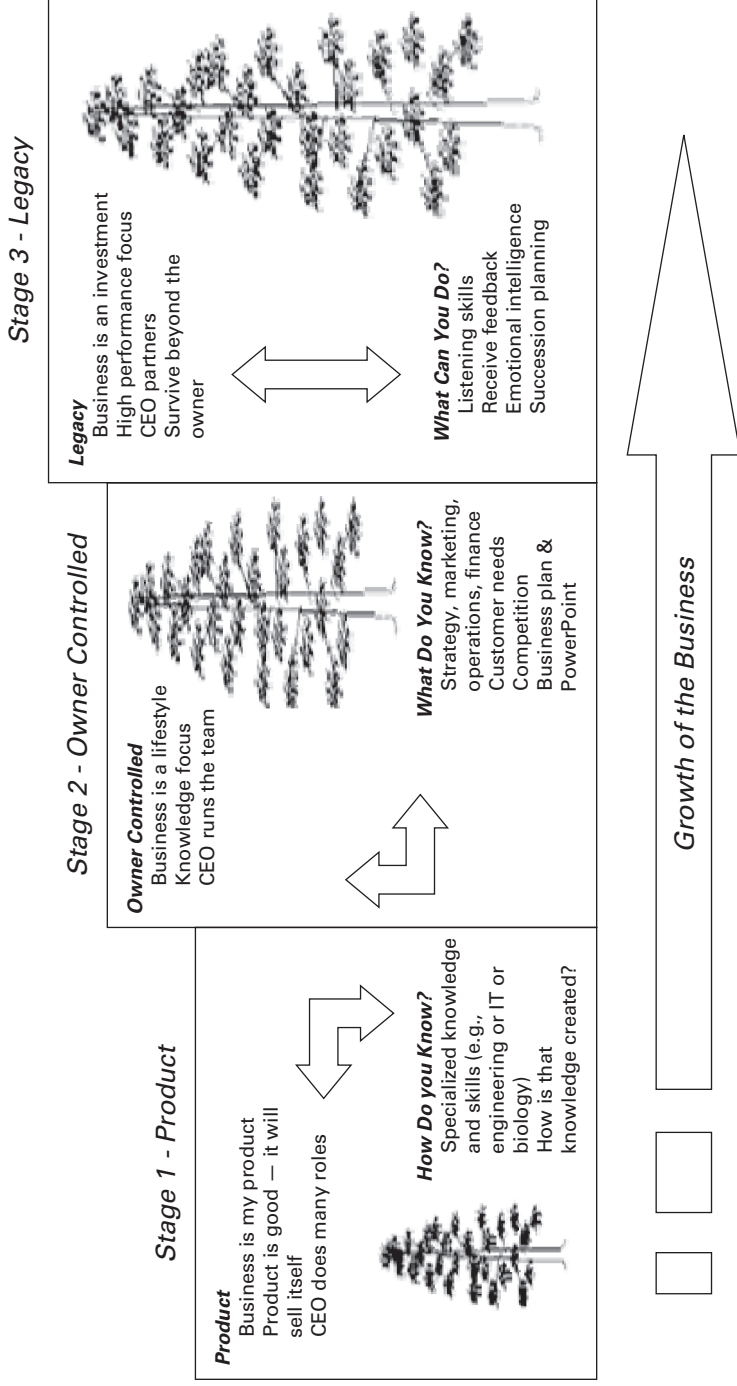 Stage 1 - Product
Product
Business is my product
Product is good — it will
sell itself
CEO does many roles
How Do you Know?
Specialized knowledge
and skills (e.g.,
engineering or IT or
biology)
How is that
knowledge created?
Stage 2 - Owner Controlled
Owner Controlled
Business is a lifestyle
Knowledge focus
CEO runs the team
What Do You Know?
Strategy, marketing,
operations, finance
Customer needs
Competition
Business plan &
PowerPoint
Stage 3 - Legacy
Legacy
Business is an investment
High performance focus
CEO partners
Survive beyond the
owner
What Can You Do?
Listening skills
Receive feedback
Emotional intelligence
Succession planning
Growth of the Business